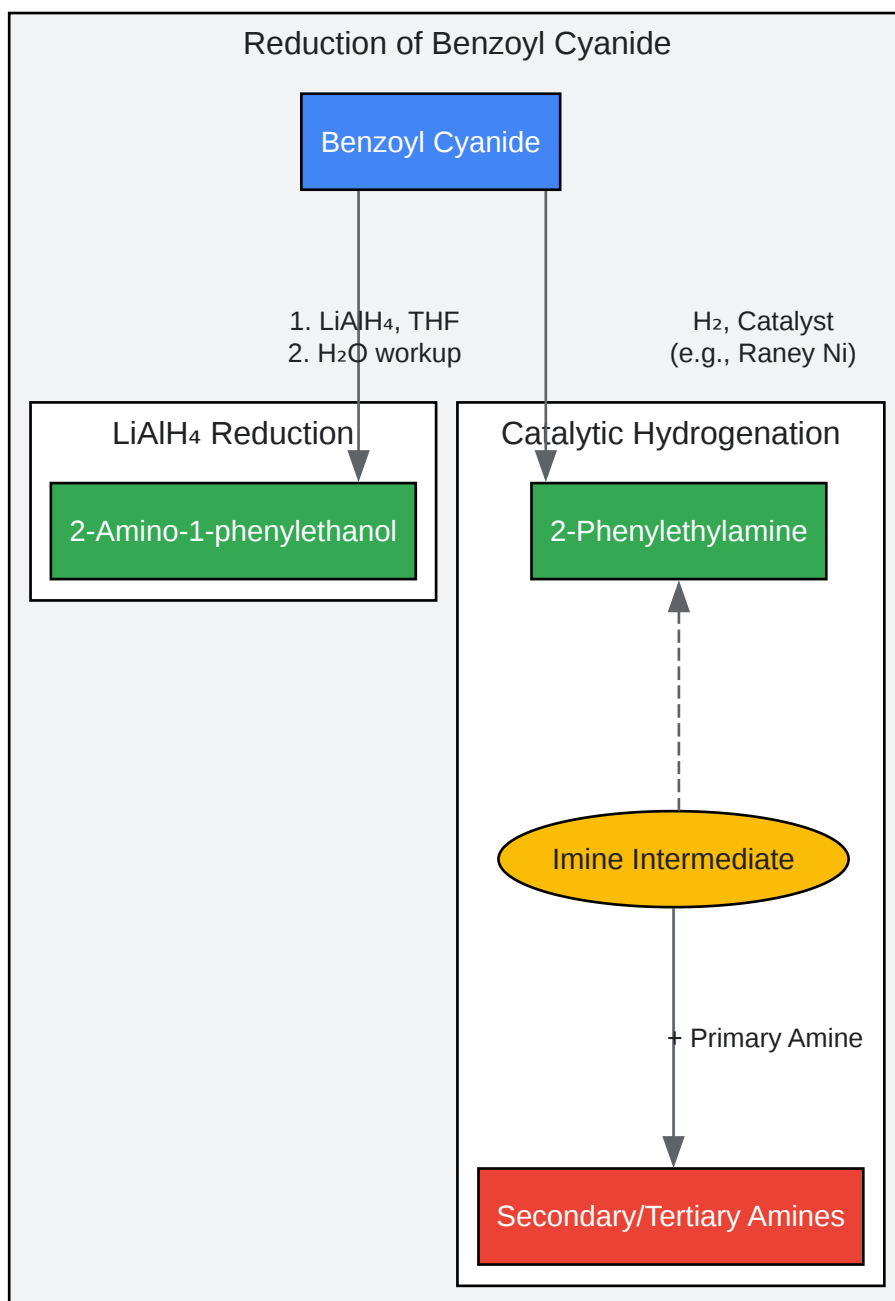 Reduction of Benzoyl Cyanide
Benzoyl Cyanide
1. LiAlH₄, THF
2. H₂O workup
H₂, Catalyst
(e.g., Raney Ni)
LiAlH₄ Reduction
2-Amino-1-phenylethanol
Catalytic Hydrogenation
2-Phenylethylamine
Imine Intermediate
+ Primary Amine
Secondary/Tertiary Amines